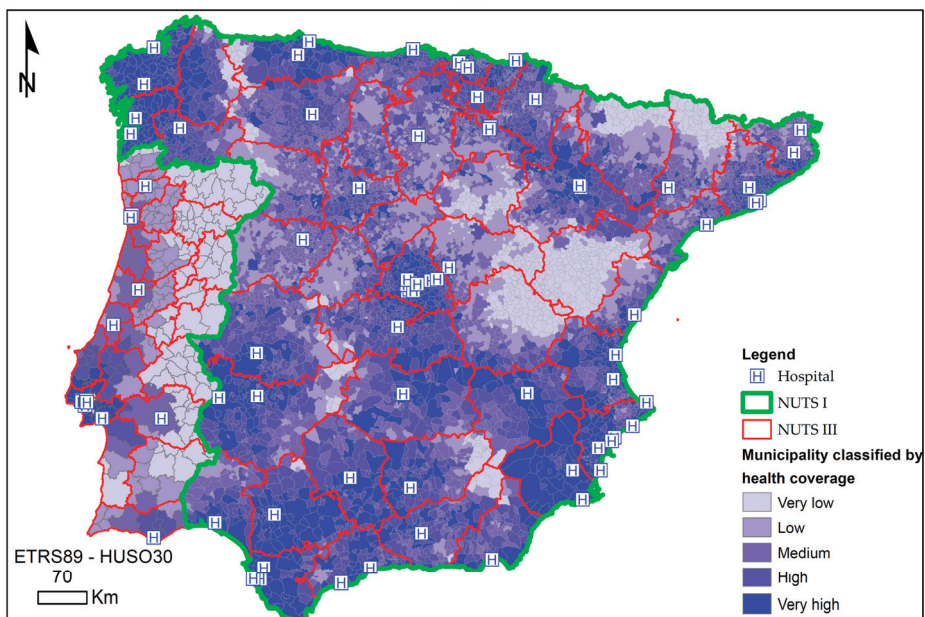 N
H
Legend
H Hospital
NUTS I
NUTS III
Municipality classified by
health coverage
Very low
Low
Medium
High
Very high
ETRS89 - HUSO30
70
Km